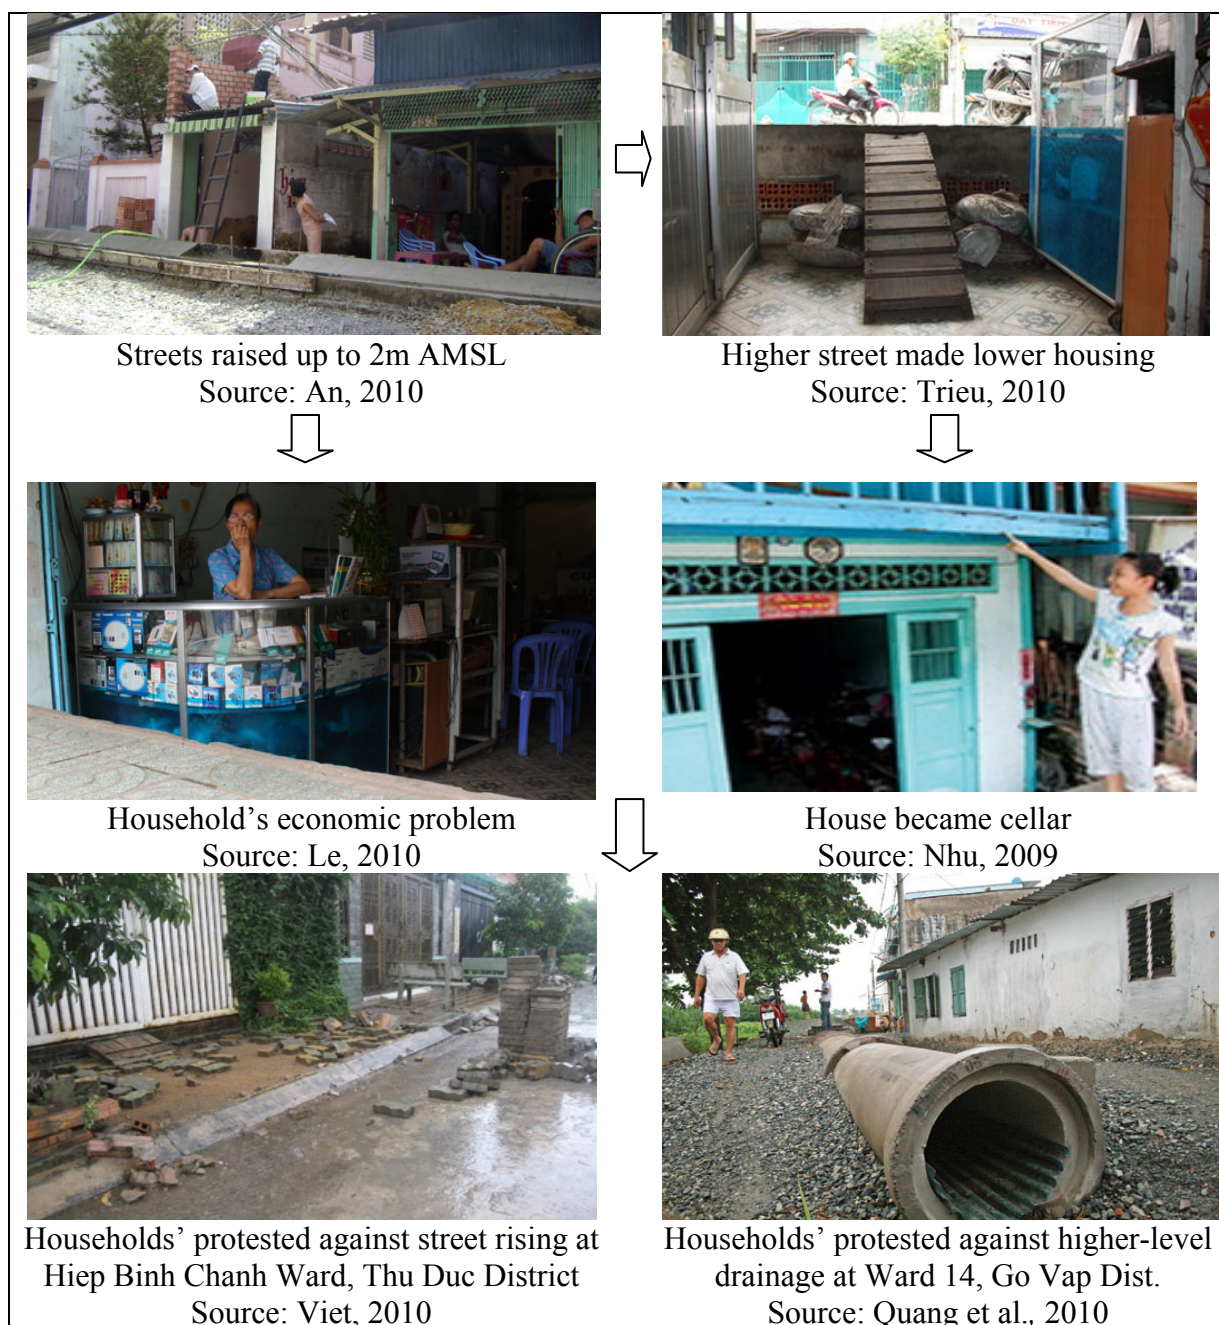 ĐẠT TIẾN
Streets raised up to 2m AMSL
Source: An, 2010
Higher street made lower housing
Source: Trieu, 2010
Household’s economic problem
Source: Le, 2010
House became cellar
Source: Nhu, 2009
Households’ protested against street rising at
Hiep Binh Chanh Ward, Thu Duc District
Source: Viet, 2010
Households’ protested against higher-level
drainage at Ward 14, Go Vap Dist.
Source: Quang et al., 2010